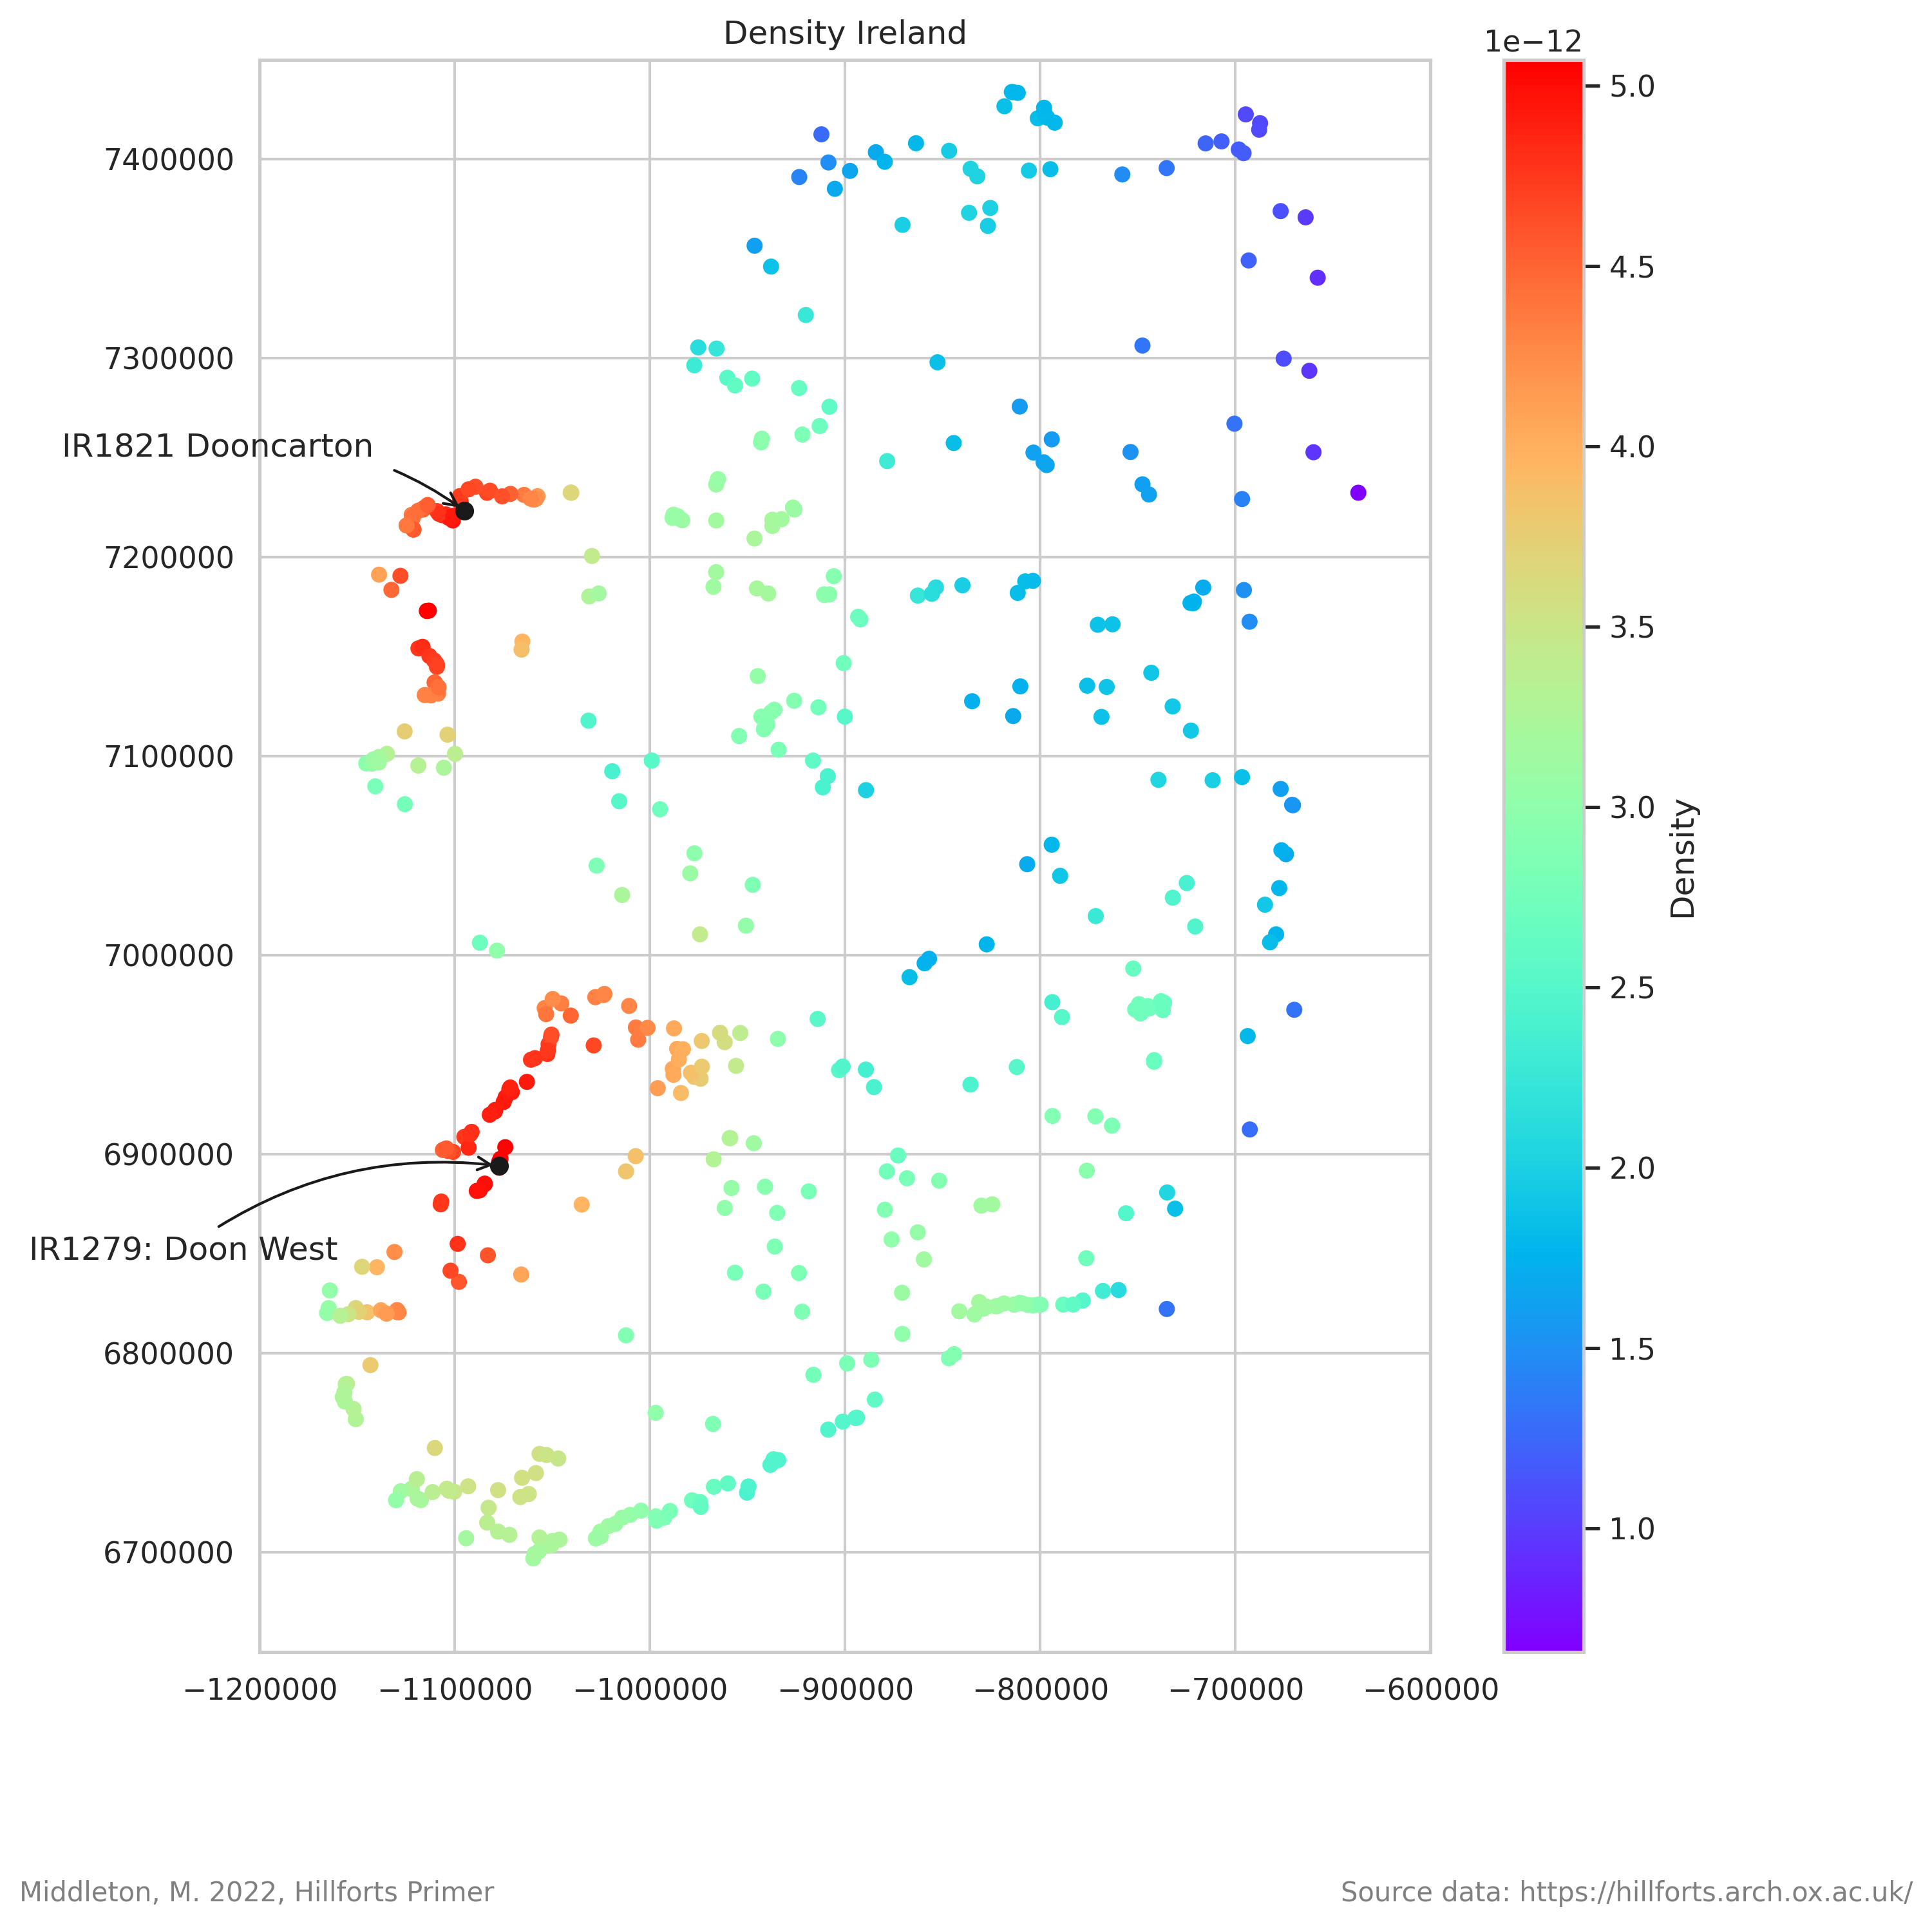 Density Ireland
1e−12
5.0
7400000
4.5
7300000
IR1821 Dooncarton
4.0
7200000
3.5
7100000
3.0
Density
7000000
2.5
6900000
2.0
IR1279: Doon West
6800000
1.5
6700000
1.0
−1200000 −1100000 −1000000 −900000 −800000 −700000 −600000
Middleton, M. 2022, Hillforts Primer
Source data: https://hillforts.arch.ox.ac.uk/